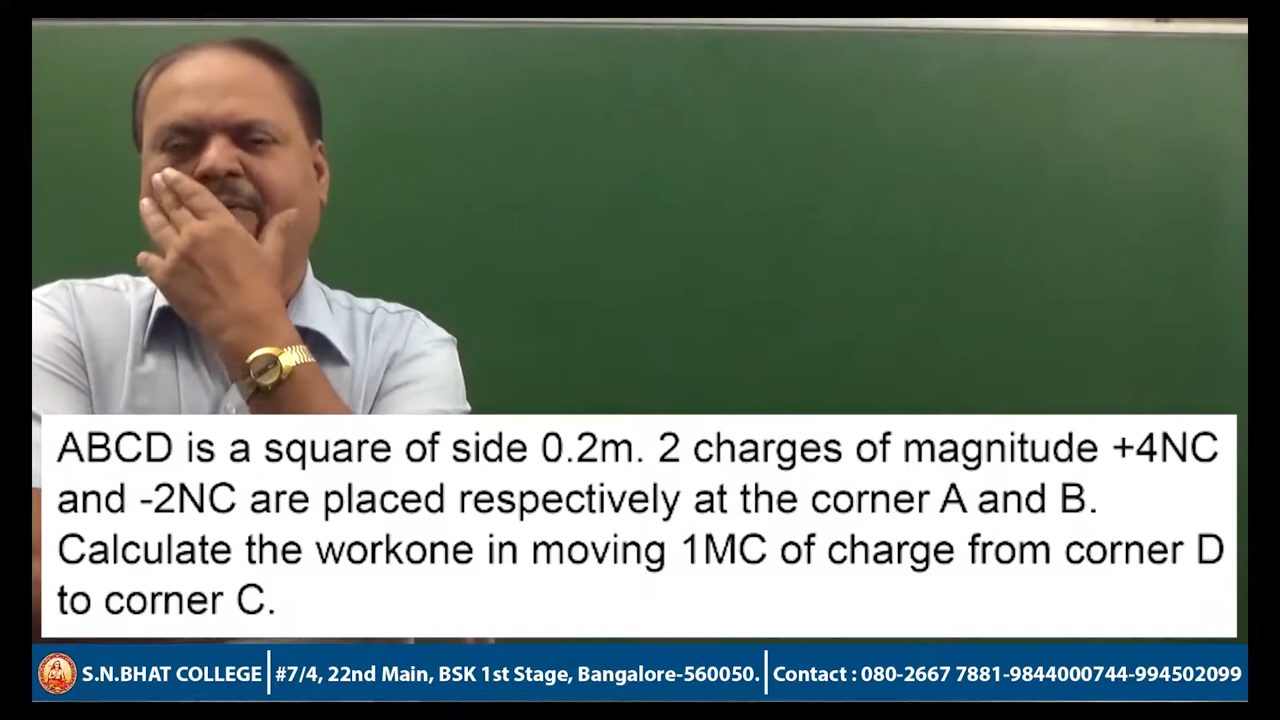 ABCD is a square of side 0.2m. 2 charges of magnitude +4NC
and -2NC are placed respectively at the corner A and B.
Calculate the workone in moving 1MC of charge from corner D
to corner C.
S.N.BHAT COLLEGE #7/4, 22nd Main, BSK 1st Stage, Bangalore-560050. Contact : 080-2667 7881-9844000744-994502099